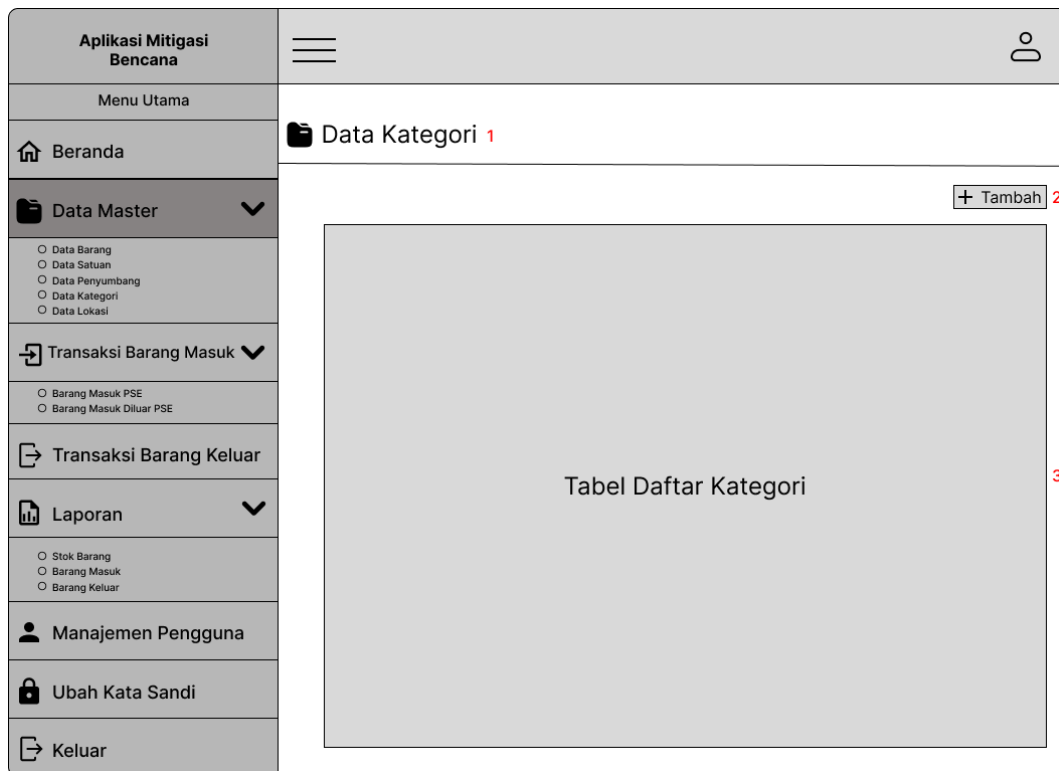 Aplikasi Mitigasi
Bencana
Menu Utama
Beranda
Data Master
Data Barang
Data Satuan
Data Penyumbang
Data Kategori
Data Lokasi
Transaksi Barang Masuk
Barang Masuk PSE
Barang Masuk Diluar PSE
Transaksi Barang Keluar
Laporan
Stok Barang
Barang Masuk
Barang Keluar
Manajemen Pengguna
Ubah Kata Sandi
Keluar
Data Kategori 1
+ Tambah 2
Tabel Daftar Kategori
3